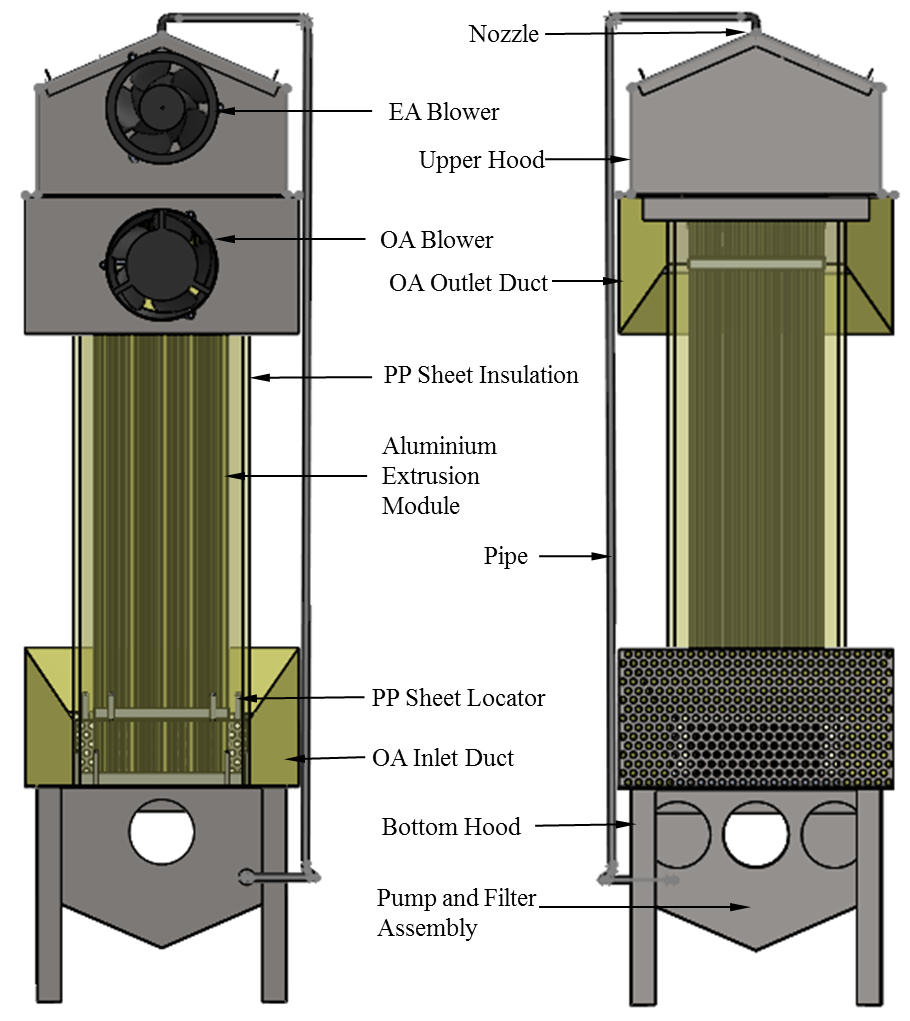 Nozzle
EA Blower
Upper Hood
OA Blower
OA Outlet Duct
PP Sheet Insulation
Aluminium
Extrusion
Module
Pipe
PP Sheet Locator
OA Inlet Duct
Bottom Hood
Pump and Filter
Assembly